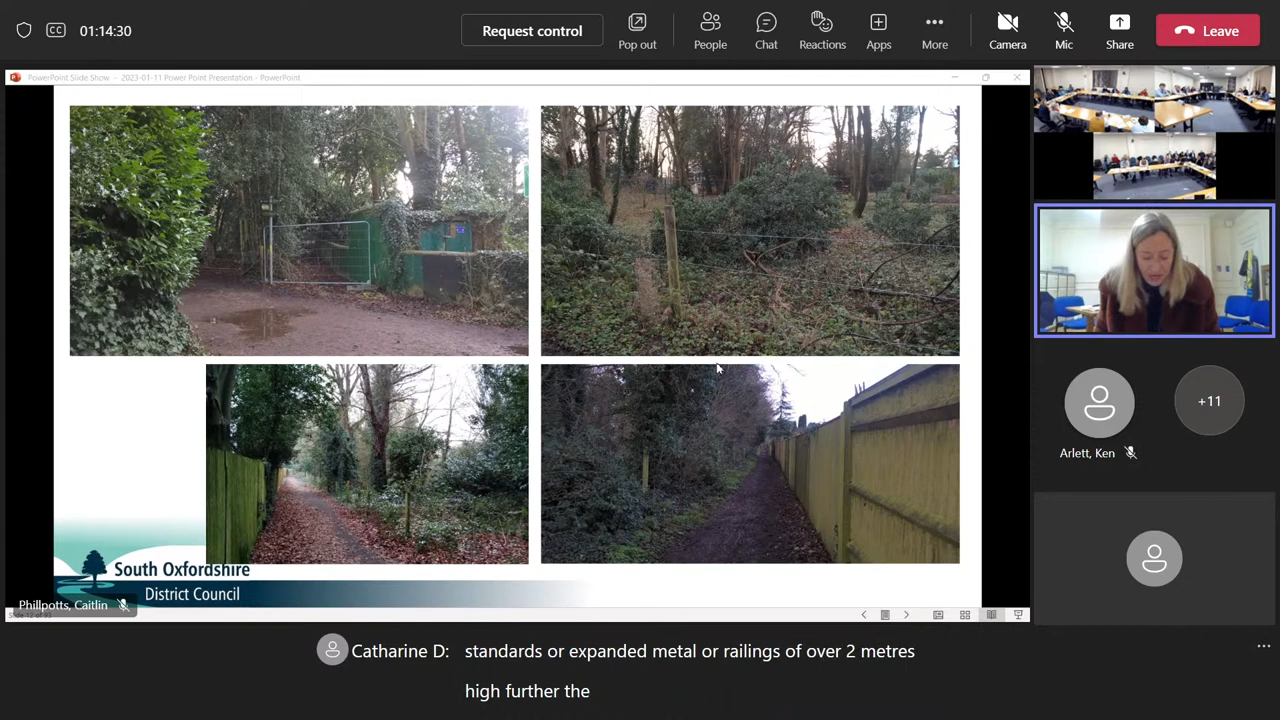 CC
01:14:30
Request control
Pop out
People
Chat
Reactions
Apps
More
Camera
Mic
Share
Leave
PowerPoint Slide Show - 2023-01-11 Power Point Presentation - PowerPoint
South Oxfordshire
District Council
Phillpotts, Caitlin
+11
Arlett, Ken
Catharine D:
standards or expanded metal or railings of over 2 metres
high further the